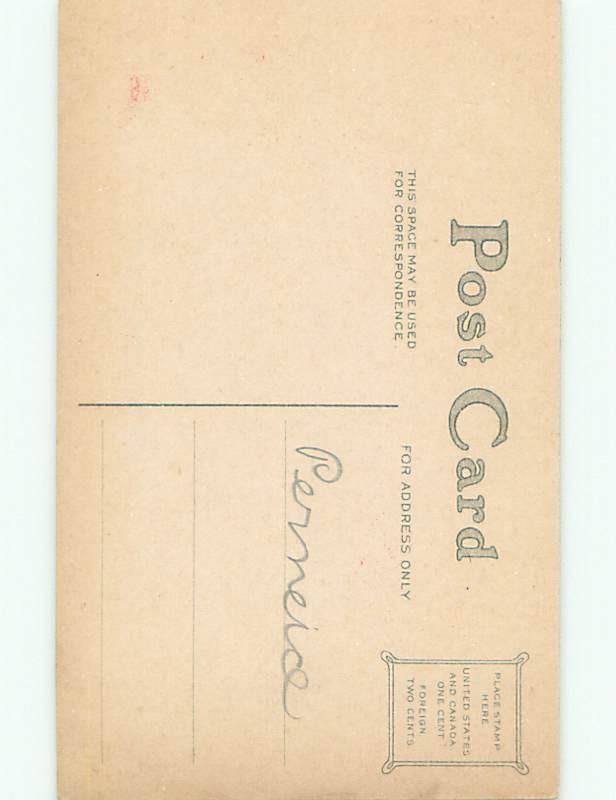 Post Card
THIS SPACE MAY BE USED
FOR CORRESPONDENCE.
FOR ADDRESS ONLY
PLACE STAMP
HERE
UNITED STATES
AND CANADA
ONE CENT
FOREIGN
TWO CENTS
Perneice